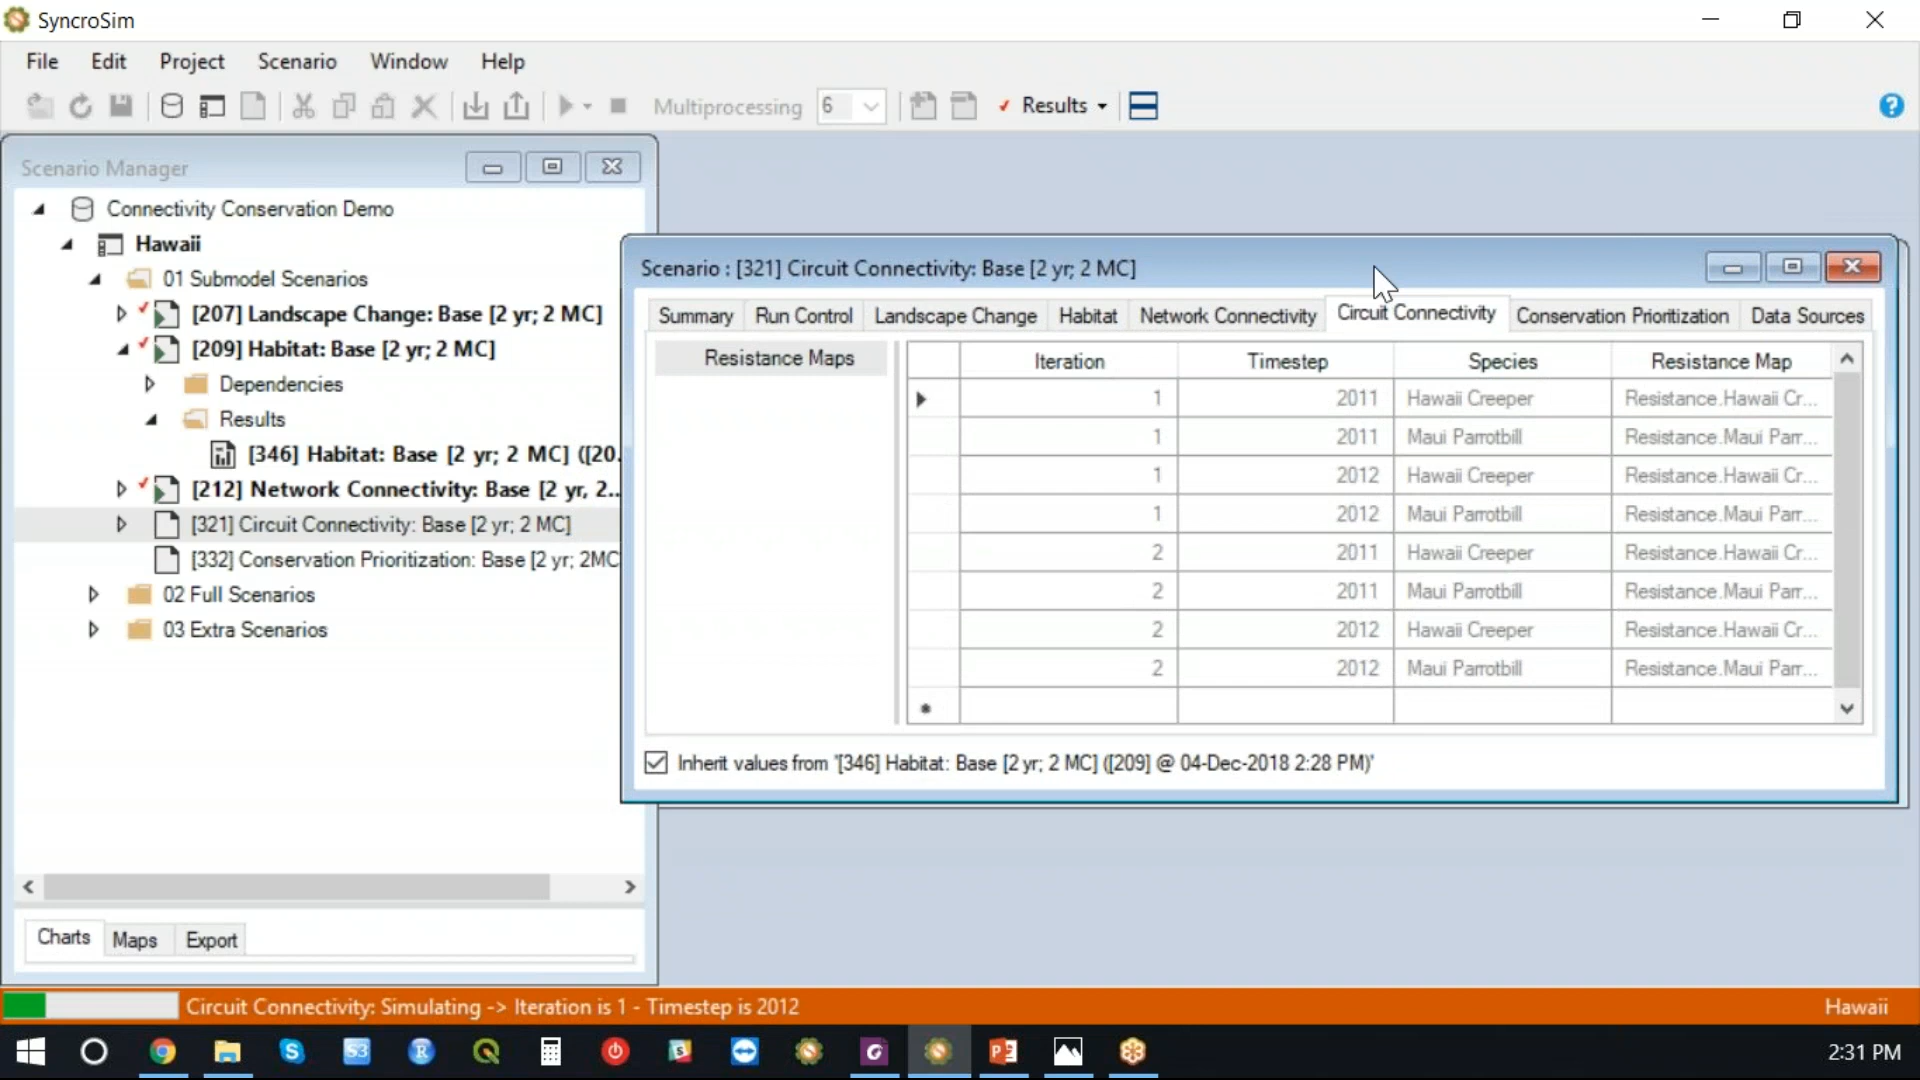 SyncroSim
File Edit Project Scenario Window Help
Multiprocessing 6 Results
Scenario Manager
Connectivity Conservation Demo
Hawaii
01 Submodel Scenarios
[207] Landscape Change: Base [2 yr; 2 MC]
[209] Habitat: Base [2 yr; 2 MC]
Dependencies
Results
[346] Habitat: Base [2 yr; 2 MC] ([20.
[212] Network Connectivity: Base [2 yr, 2..
[321] Circuit Connectivity: Base [2 yr; 2 MC]
[332] Conservation Prioritization: Base [2 yr; 2MC
02 Full Scenarios
03 Extra Scenarios
Charts Maps Export
Scenario : [321] Circuit Connectivity: Base [2 yr; 2 MC]
Summary Run Control Landscape Change Habitat Network Connectivity Circuit Connectivity Conservation Prioritization Data Sources
Resistance Maps
Iteration Timestep Species Resistance Map
1 2011 Hawaii Creeper Resistance.Hawaii Cr...
1 2011 Maui Parrotbill Resistance.Maui Parr...
1 2012 Hawaii Creeper Resistance.Hawaii Cr...
1 2012 Maui Parrotbill Resistance.Maui Parr...
2 2011 Hawaii Creeper Resistance.Hawaii Cr...
2 2011 Maui Parrotbill Resistance.Maui Parr...
2 2012 Hawaii Creeper Resistance.Hawaii Cr...
2 2012 Maui Parrotbill Resistance.Maui Parr...
Inherit values from '[346] Habitat: Base [2 yr; 2 MC] ([209] @ 04-Dec-2018 2:28 PM)'
Circuit Connectivity: Simulating -> Iteration is 1 - Timestep is 2012 Hawaii
2:31 PM